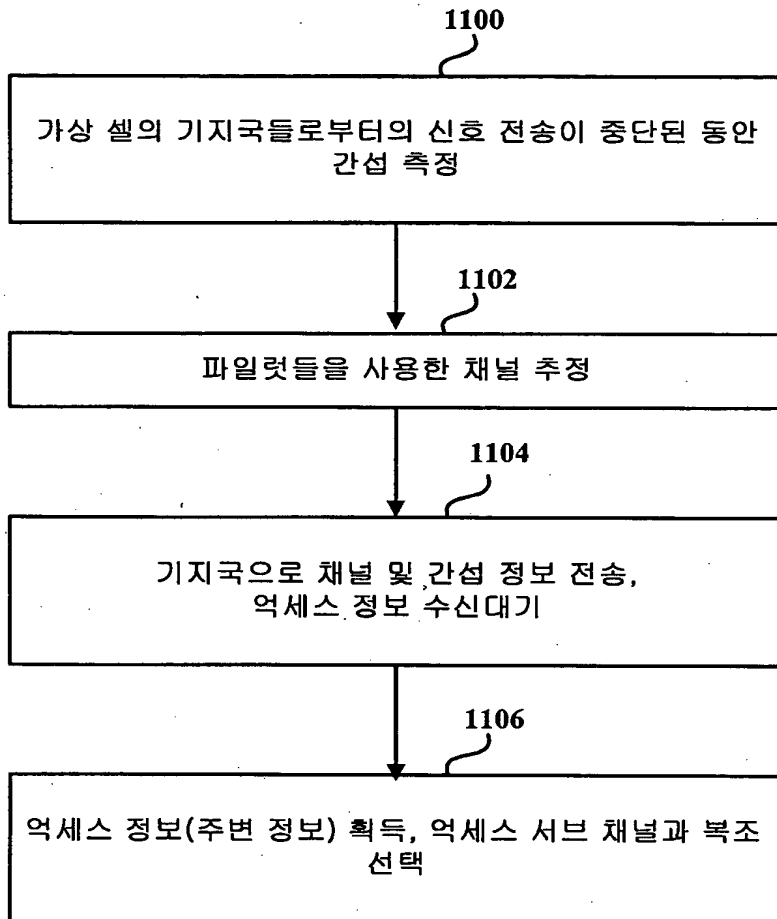 1100
가상 셀의 기지국들로부터의 신호 전송이 중단된 동안
간섭 측정
1102
파일럿들을 사용한 채널 추정
1104
기지국으로 채널 및 간섭 정보 전송,
억세스 정보 수신대기
1106
억세스 정보(주변 정보) 획득, 억세스 서브 채널과 복조
선택